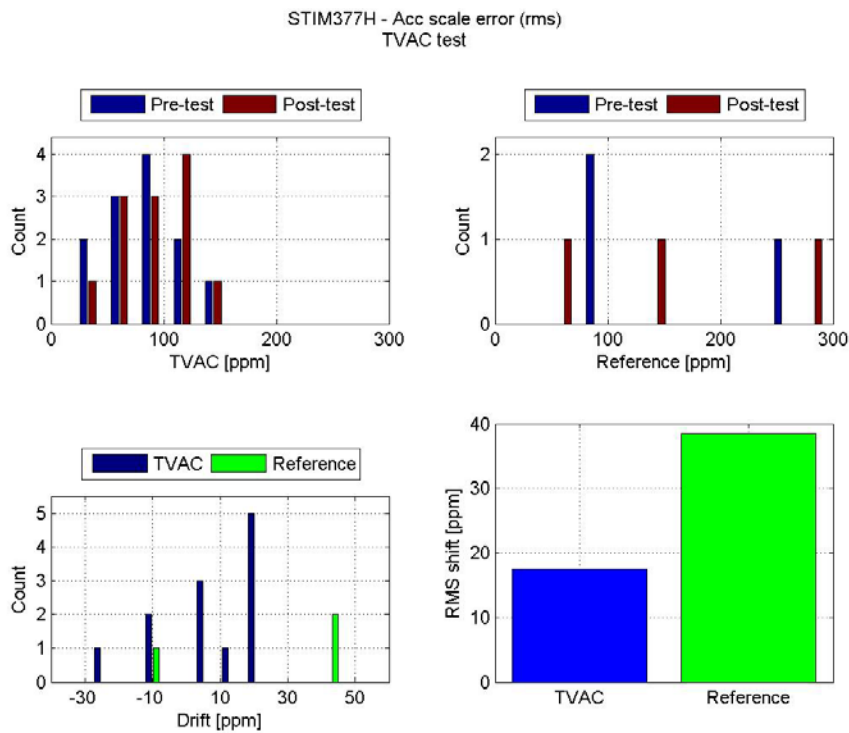 STIM377H - Acc scale error (rms)
TVAC test
Pre-test Post-test
4
3
2
1
0
Count
100 200 300
TVAC [ppm]
Pre-test Post-test
2
1
0
Count
0 100 200 300
Reference [ppm]
TVAC Reference
5
4
3
2
1
0
Count
-30 -10 10 30 50
Drift [ppm]
40
30
20
10
0
RMS shift [ppm]
TVAC Reference